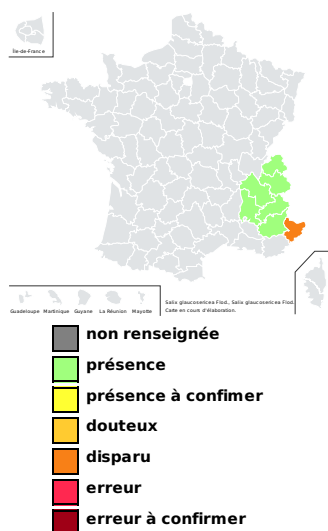 Île-de-France
Guadeloupe Martinique Guyane La Réunion Mayotte
Salix glaucosericea Flod., Salix glaucosericea Flod.
Carte en cours d'élaboration.
non renseignée
présence
présence à confimer
douteux
disparu
erreur
erreur à confirmer